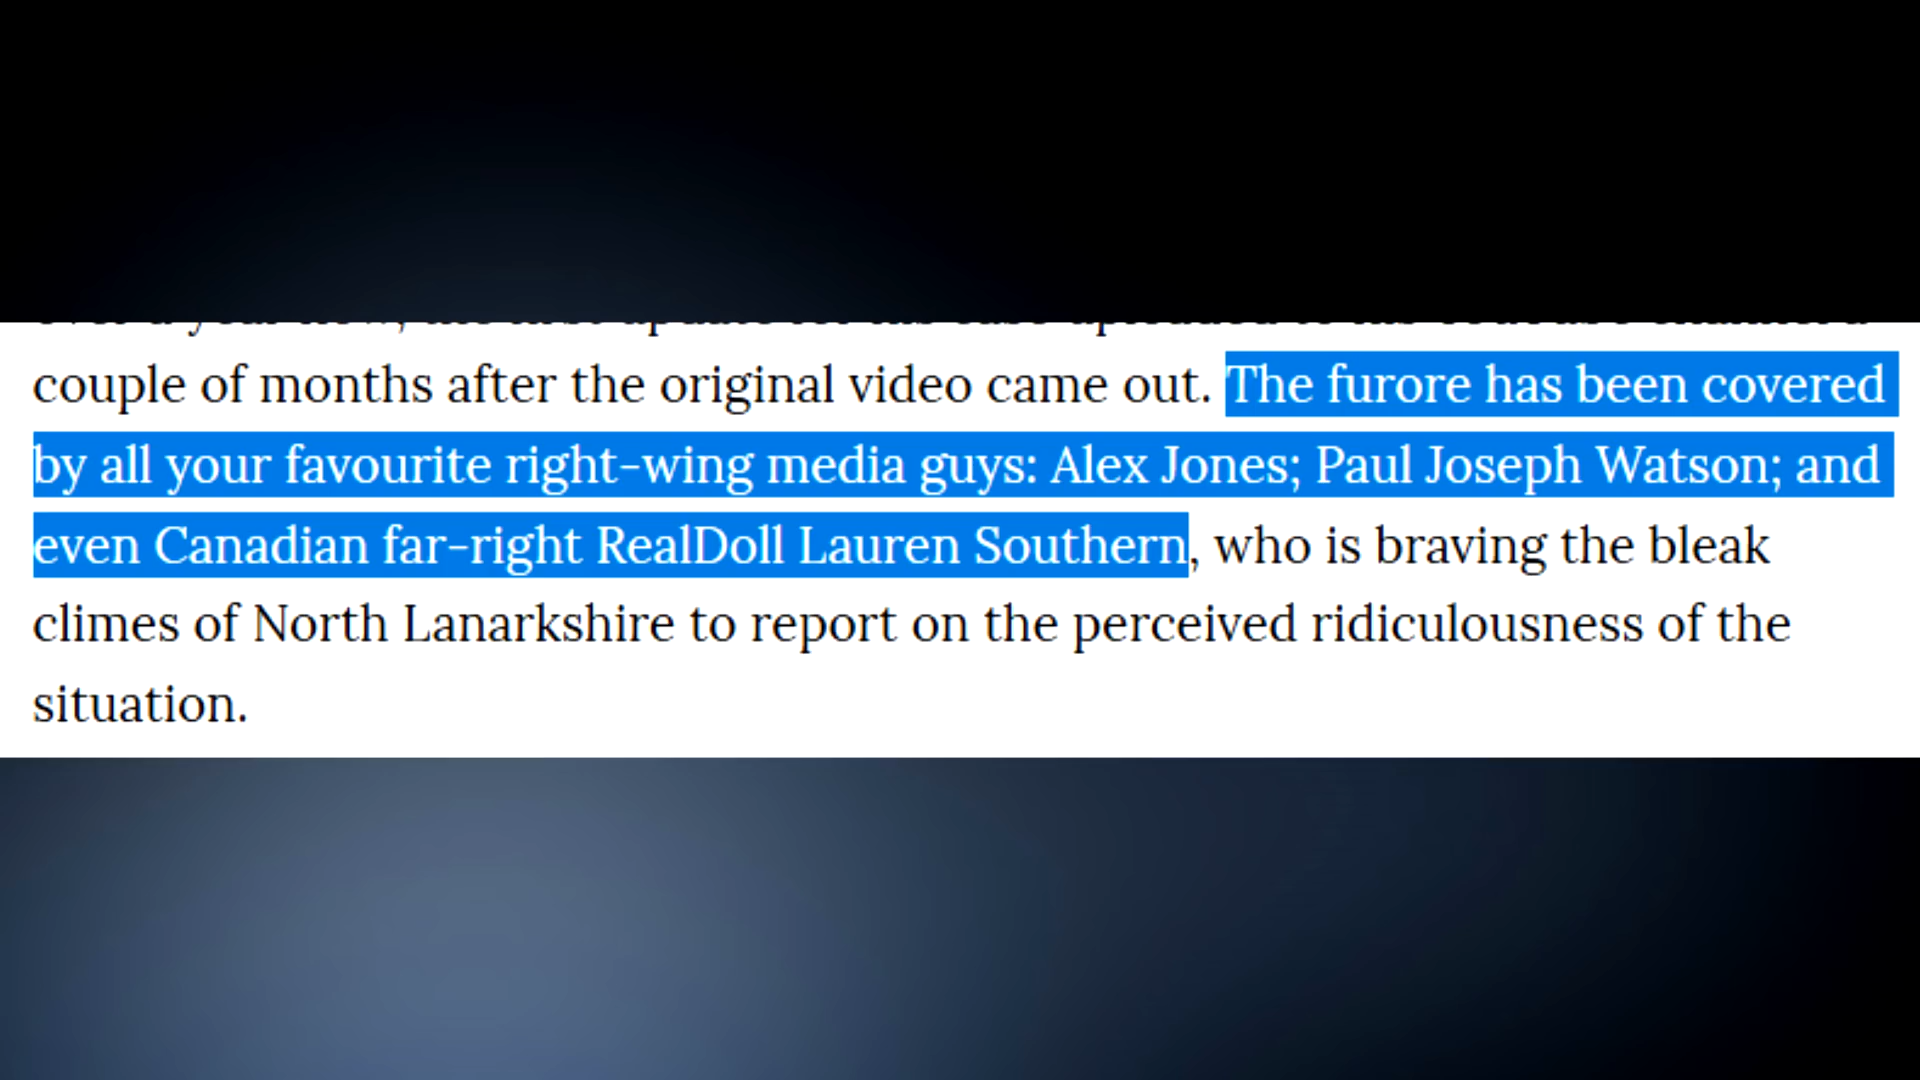 couple of months after the original video came out. The furore has been covered
by all your favourite right-wing media guys: Alex Jones; Paul Joseph Watson; and
even Canadian far-right RealDoll Lauren Southern, who is braving the bleak
climes of North Lanarkshire to report on the perceived ridiculousness of the
situation.